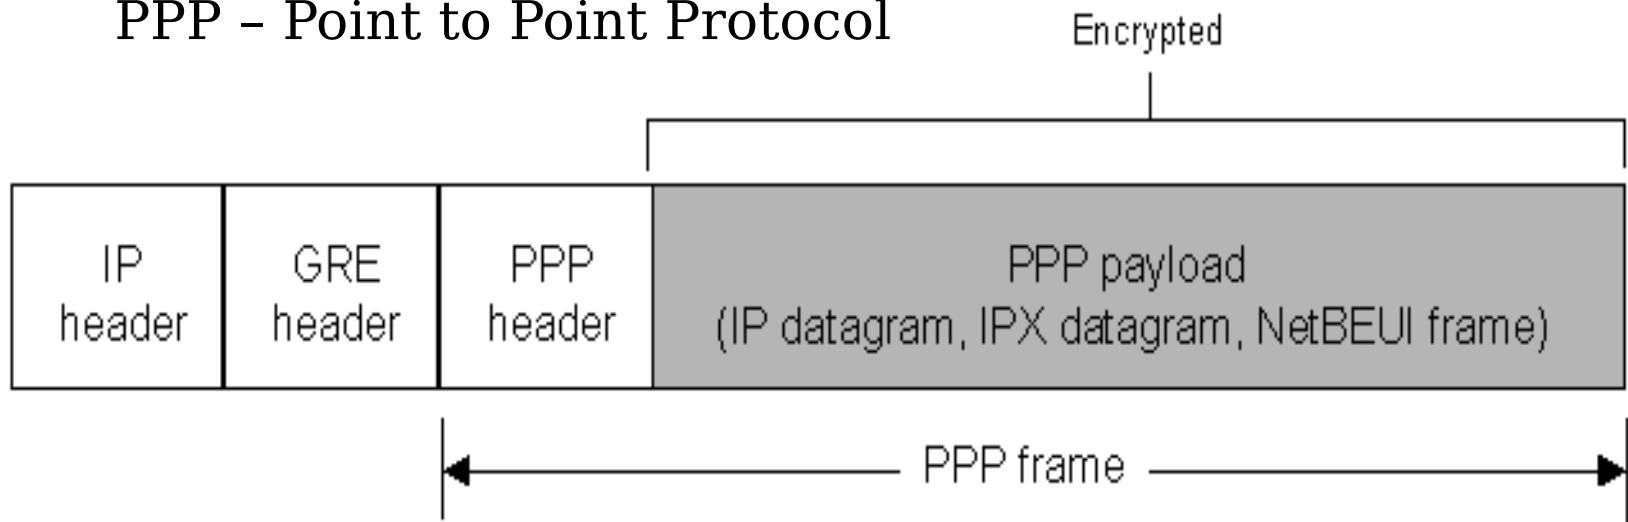 PPP – Point to Point Protocol
Encrypted
IP
header
GRE
header
PPP
header
PPP payload
(IP datagram, IPX datagram, NetBEUI frame)
PPP frame